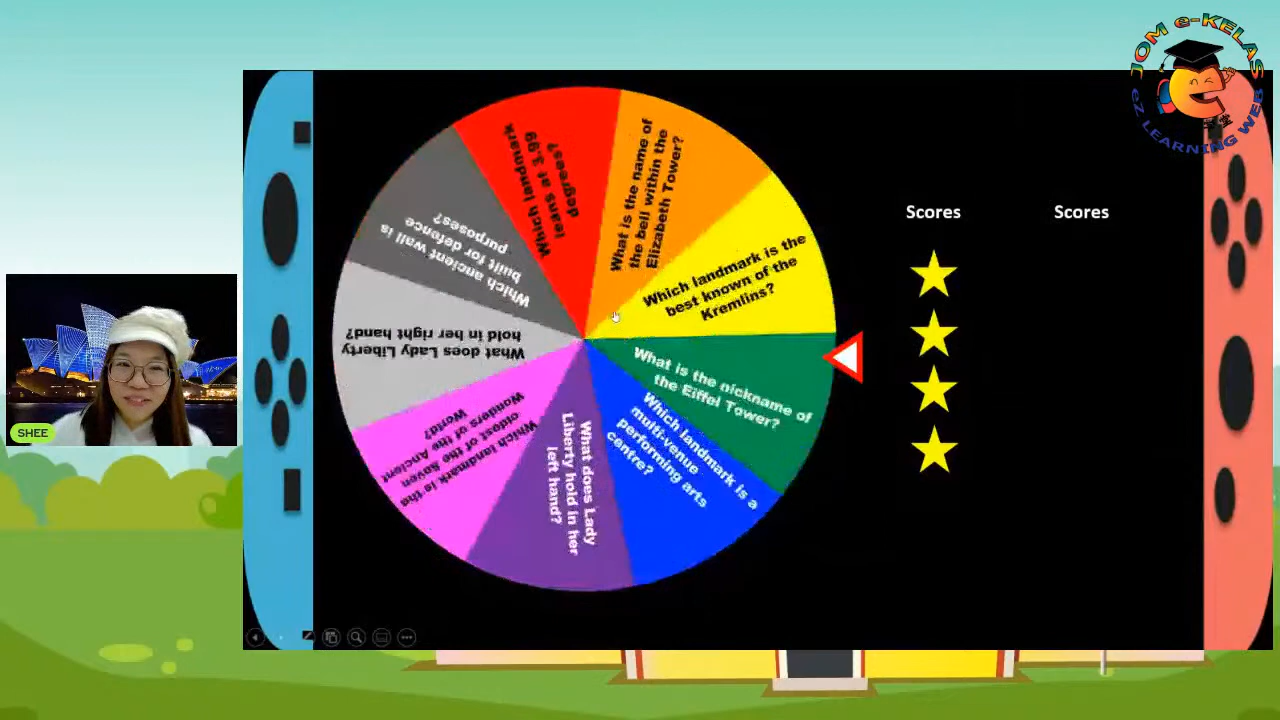 JOM e-KELAS
eZ LEARNING WEB
Scores
Scores
Which landmark
leans at 3.99
degrees?
What is the name of
the bell within the
Elizabeth Tower?
Which landmark is the
best known of the
Kremlins?
What is the nickname of
the Eiffel Tower?
Which landmark is a
multi-venue
performing arts
centre?
What does Lady
Liberty hold in her
left hand?
Which landmark is the
oldest of the Seven
Wonders of the Ancient
World?
What does Lady Liberty
hold in her right hand?
Which ancient wall is
built for defence
purposes?
SHEE